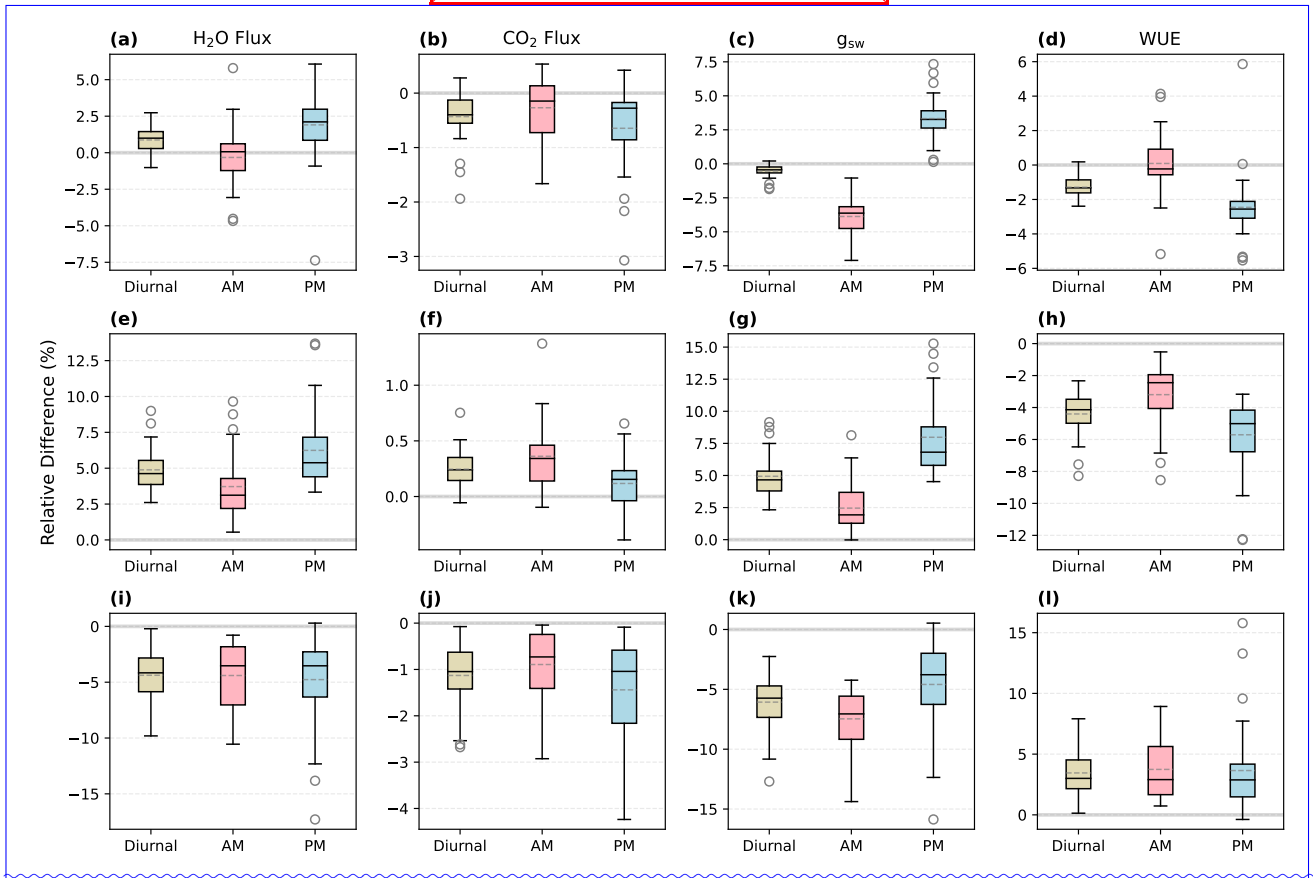 (a) H₂O Flux (b) CO₂ Flux (c) g_sw (d) WUE
5.0 2.5 0.0 −2.5 −5.0 −7.5
0 −1 −2 −3
7.5 5.0 2.5 0.0 −2.5 −5.0 −7.5
6 4 2 0 −2 −4 −6
Diurnal AM PM Diurnal AM PM Diurnal AM PM Diurnal AM PM
(e) (f) (g) (h)
Relative Difference (%)
12.5 10.0 7.5 5.0 2.5 0.0
1.0 0.5 0.0
15.0 12.5 10.0 7.5 5.0 2.5 0.0
0 −2 −4 −6 −8 −10 −12
Diurnal AM PM Diurnal AM PM Diurnal AM PM Diurnal AM PM
(i) (j) (k) (l)
0 −5 −10 −15
0 −1 −2 −3 −4
0 −5 −10 −15
15 10 5 0
Diurnal AM PM Diurnal AM PM Diurnal AM PM Diurnal AM PM